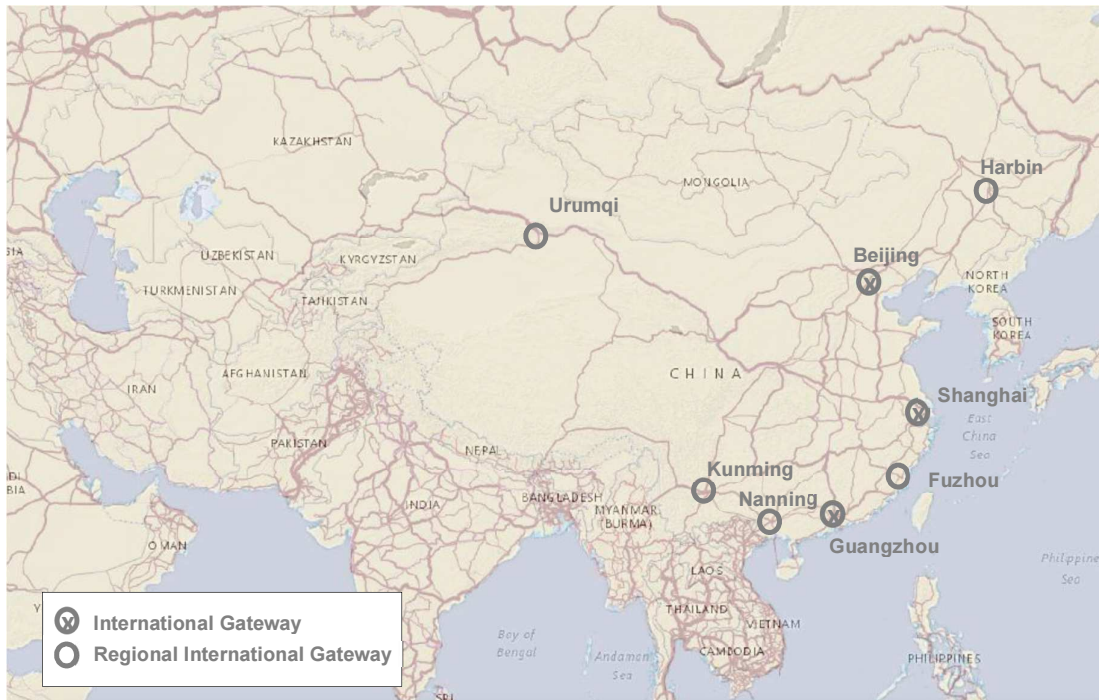 KAZAKHSTAN
MONGOLIA
Harbin
Urumqi
UZBEKISTAN
KYRGYZSTAN
Beijing
NORTH
KOREA
TURKMENISTAN
TAJIKISTAN
SOUTH
KOREA
AFGHANISTAN
CHINA
IRAN
Shanghai
East
China
Sea
PAKISTAN
NEPAL
Kunming
Fuzhou
BANGLADESH
Nanning
INDIA
MYANMAR
(BURMA)
Guangzhou
OMAN
Philippine
Sea
LAOS
THAILAND
VIETNAM
International Gateway
Regional International Gateway
Bay of
Bengal
Andaman
Sea
CAMBODIA
PHILIPPINES